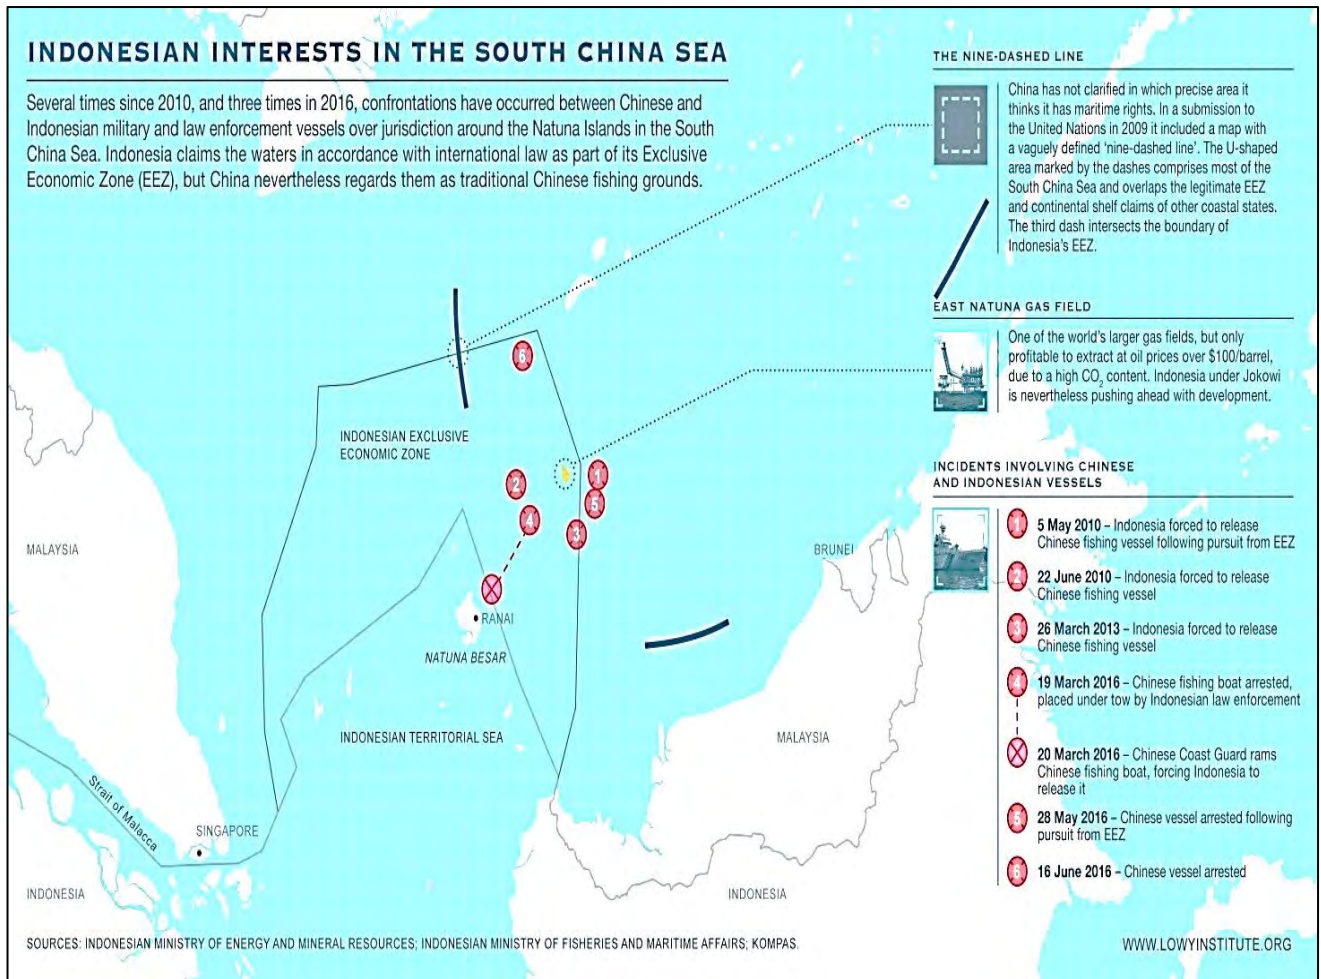 INDONESIAN INTERESTS IN THE SOUTH CHINA SEA
Several times since 2010, and three times in 2016, confrontations have occurred between Chinese and
Indonesian military and law enforcement vessels over jurisdiction around the Natuna Islands in the South
China Sea. Indonesia claims the waters in accordance with international law as part of its Exclusive
Economic Zone (EEZ), but China nevertheless regards them as traditional Chinese fishing grounds.
THE NINE-DASHED LINE
China has not clarified in which precise area it
thinks it has maritime rights. In a submission to
the United Nations in 2009 it included a map with
a vaguely defined ‘nine-dashed line’. The U-shaped
area marked by the dashes comprises most of the
South China Sea and overlaps the legitimate EEZ
and continental shelf claims of other coastal states.
The third dash intersects the boundary of
Indonesia's EEZ.
EAST NATUNA GAS FIELD
One of the world's larger gas fields, but only
profitable to extract at oil prices over $100/barrel,
due to a high CO2 content. Indonesia under Jokowi
is nevertheless pushing ahead with development.
INCIDENTS INVOLVING CHINESE
AND INDONESIAN VESSELS
1
5 May 2010 – Indonesia forced to release
Chinese fishing vessel following pursuit from EEZ
2
22 June 2010 – Indonesia forced to release
Chinese fishing vessel
3
26 March 2013 – Indonesia forced to release
Chinese fishing vessel
4
19 March 2016 – Chinese fishing boat arrested,
placed under tow by Indonesian law enforcement
20 March 2016 – Chinese Coast Guard rams
Chinese fishing boat, forcing Indonesia to
release it
5
28 May 2016 – Chinese vessel arrested following
pursuit from EEZ
6
16 June 2016 – Chinese vessel arrested
6
INDONESIAN EXCLUSIVE
ECONOMIC ZONE
1
2
5
4
3
MALAYSIA
BRUNEI
RANAI
NATUNA BESAR
INDONESIAN TERRITORIAL SEA
MALAYSIA
Strait of Malacca
SINGAPORE
INDONESIA
INDONESIA
SOURCES: INDONESIAN MINISTRY OF ENERGY AND MINERAL RESOURCES; INDONESIAN MINISTRY OF FISHERIES AND MARITIME AFFAIRS; KOMPAS.
WWW.LOWYINSTITUTE.ORG